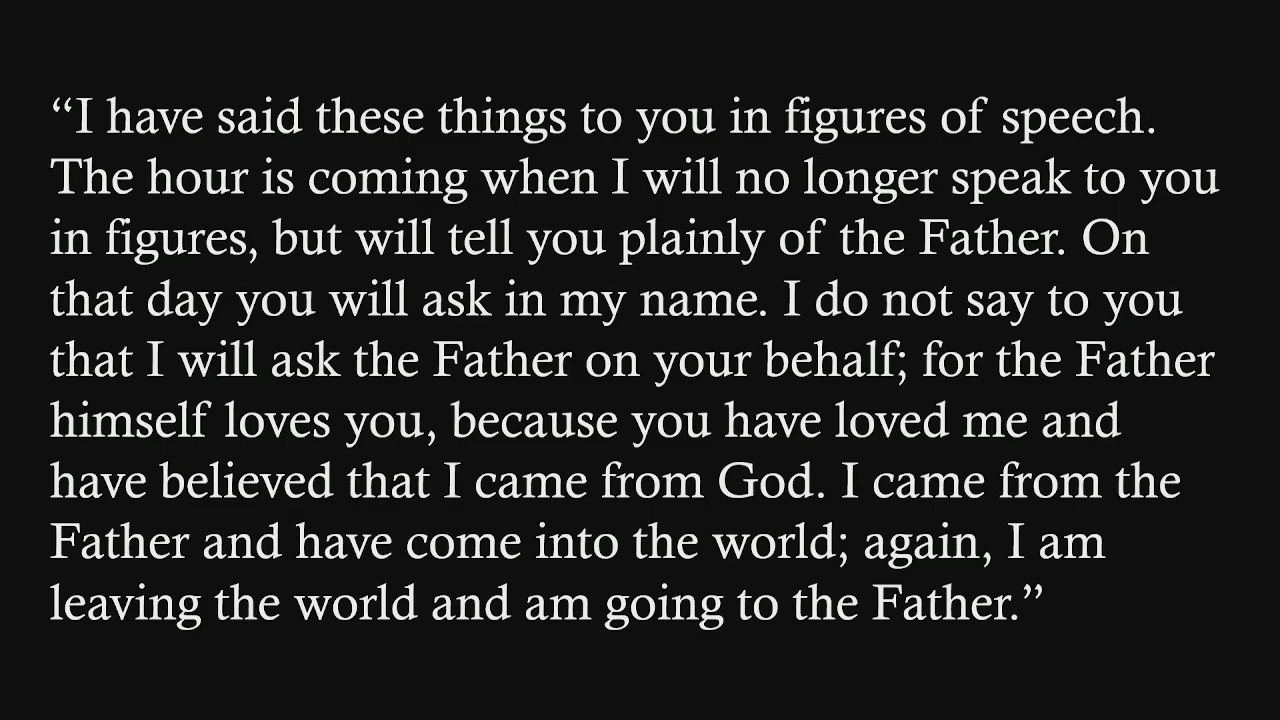 “I have said these things to you in figures of speech.
The hour is coming when I will no longer speak to you
in figures, but will tell you plainly of the Father. On
that day you will ask in my name. I do not say to you
that I will ask the Father on your behalf; for the Father
himself loves you, because you have loved me and
have believed that I came from God. I came from the
Father and have come into the world; again, I am
leaving the world and am going to the Father.”